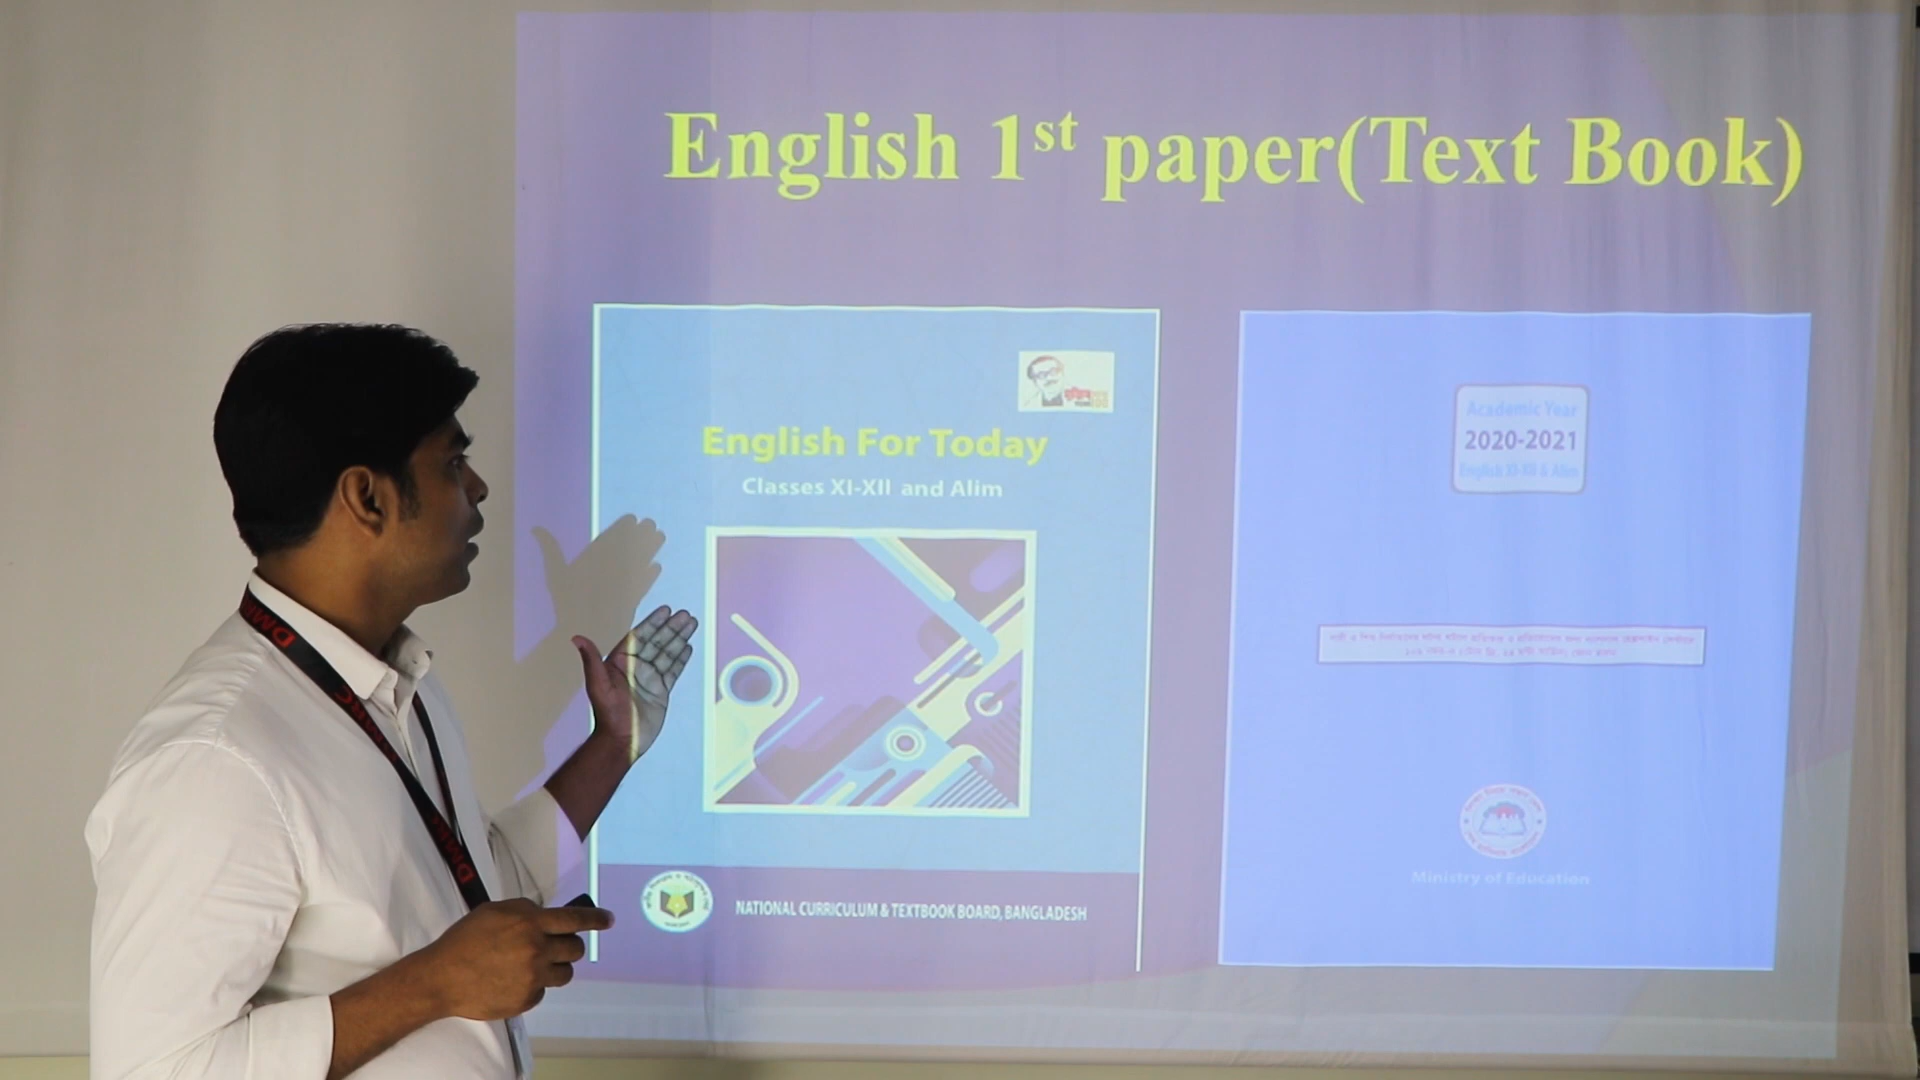 English 1st paper(Text Book)
English For Today
Classes XI-XII and Alim
NATIONAL CURRICULUM & TEXTBOOK BOARD, BANGLADESH
Academic Year
2020-2021
English XI-XII & Alim
Ministry of Education
DMRC